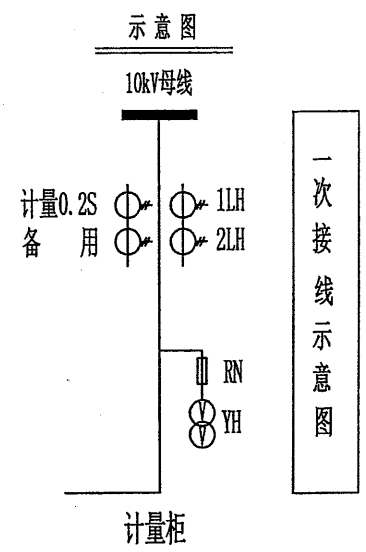 示意图
10kV母线
计量0.2S
1LH
备用
2LH
RN
YH
计量柜
一次接线示意图